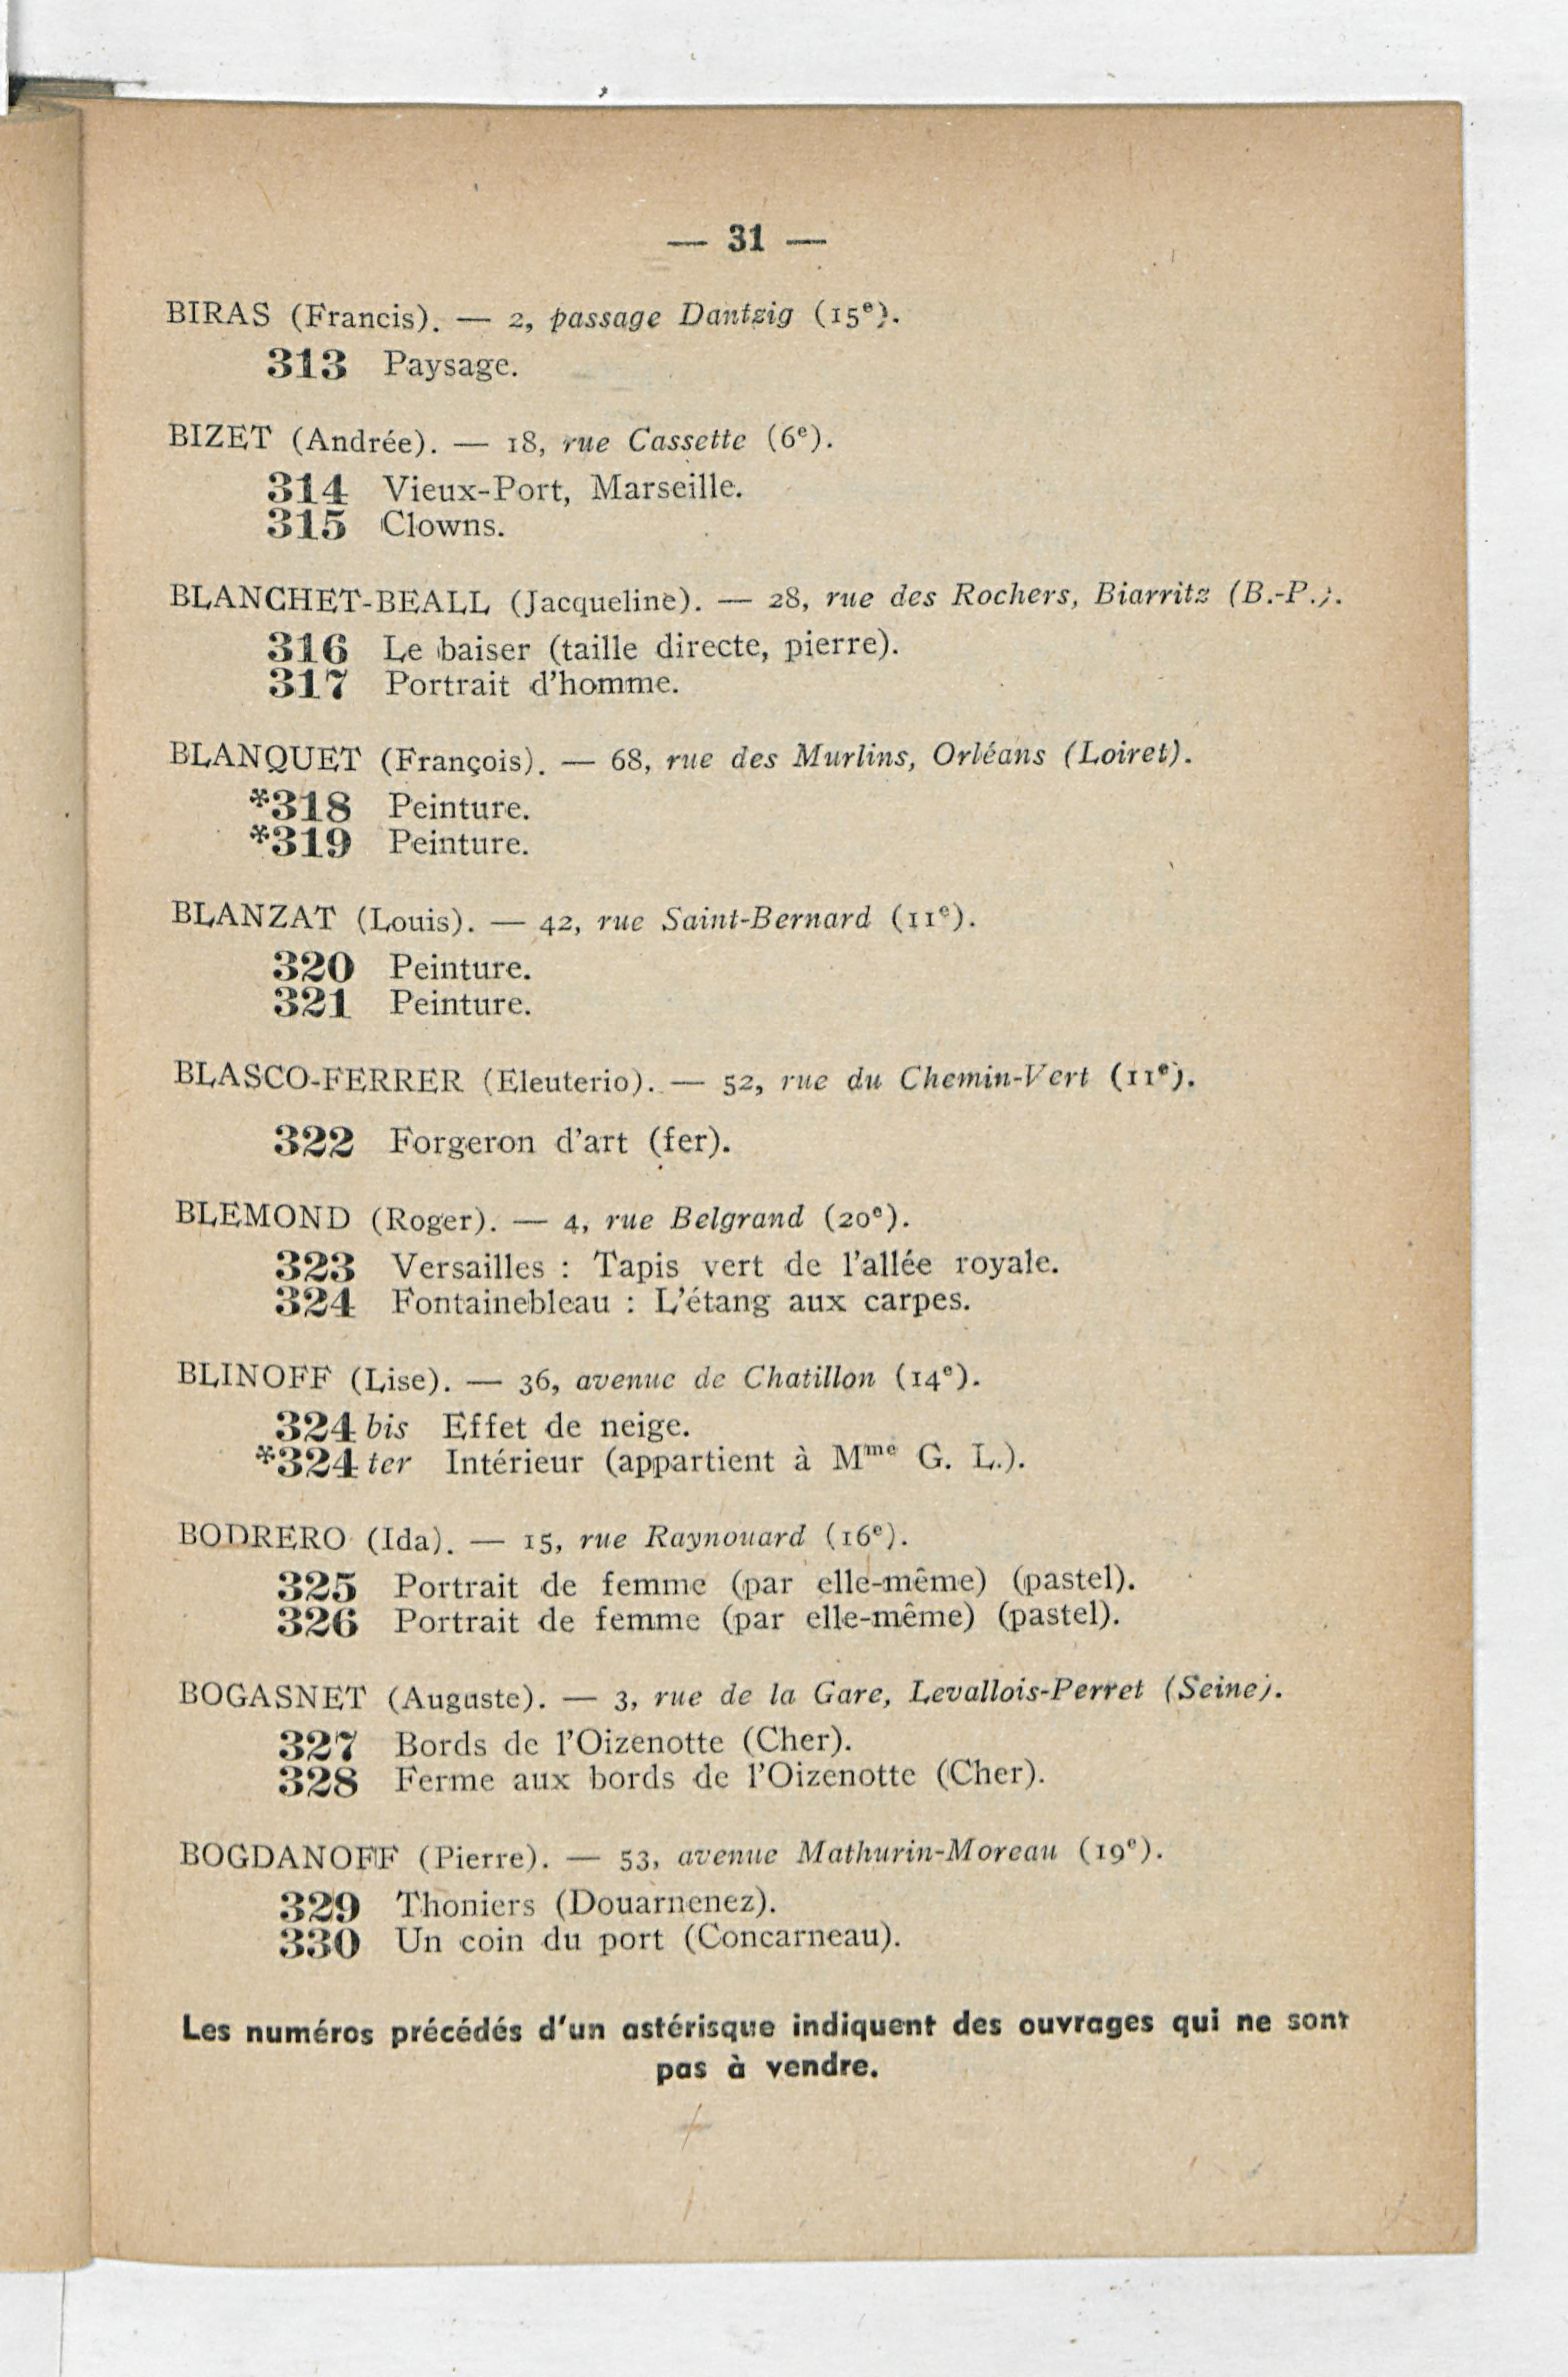 — 31 —
BIRAS (Francis). — 2, passage Dantzig (15e).
313 Paysage.
BIZET (Andrée). — 18, rue Cassette (6e).
314 Vieux-Port, Marseille.
315 Clowns.
BLANCHET-BEALL (Jacqueline). — 28, rue des Rochers, Biarritz (B.-P.).
316 Le baiser (taille directe, pierre).
317 Portrait d'homme.
BLANQUET (François). — 68, rue des Murlins, Orléans (Loiret).
*318 Peinture.
*319 Peinture.
BLANZAT (Louis). — 42, rue Saint-Bernard (11e).
320 Peinture.
321 Peinture.
BLASCO-FERRER (Eleuterio). — 52, rue du Chemin-Vert (11e).
322 Forgeron d'art (fer).
BLEMOND (Roger). — 4, rue Belgrand (20e).
323 Versailles : Tapis vert de l'allée royale.
324 Fontainebleau : L'étang aux carpes.
BLINOFF (Lise). — 36, avenue de Chatillon (14e).
324 bis Effet de neige.
*324 ter Intérieur (appartient à Mme G. L.).
BODRERO (Ida). — 15, rue Raynouard (16e).
325 Portrait de femme (par elle-même) (pastel).
326 Portrait de femme (par elle-même) (pastel).
BOGASNET (Auguste). — 3, rue de la Gare, Levallois-Perret (Seine).
327 Bords de l'Oizenotte (Cher).
328 Ferme aux bords de l'Oizenotte (Cher).
BOGDANOFF (Pierre). — 53, avenue Mathurin-Moreau (19e).
329 Thoniers (Douarnenez).
330 Un coin du port (Concarneau).
Les numéros précédés d'un astérisque indiquent des ouvrages qui ne sont
pas à vendre.